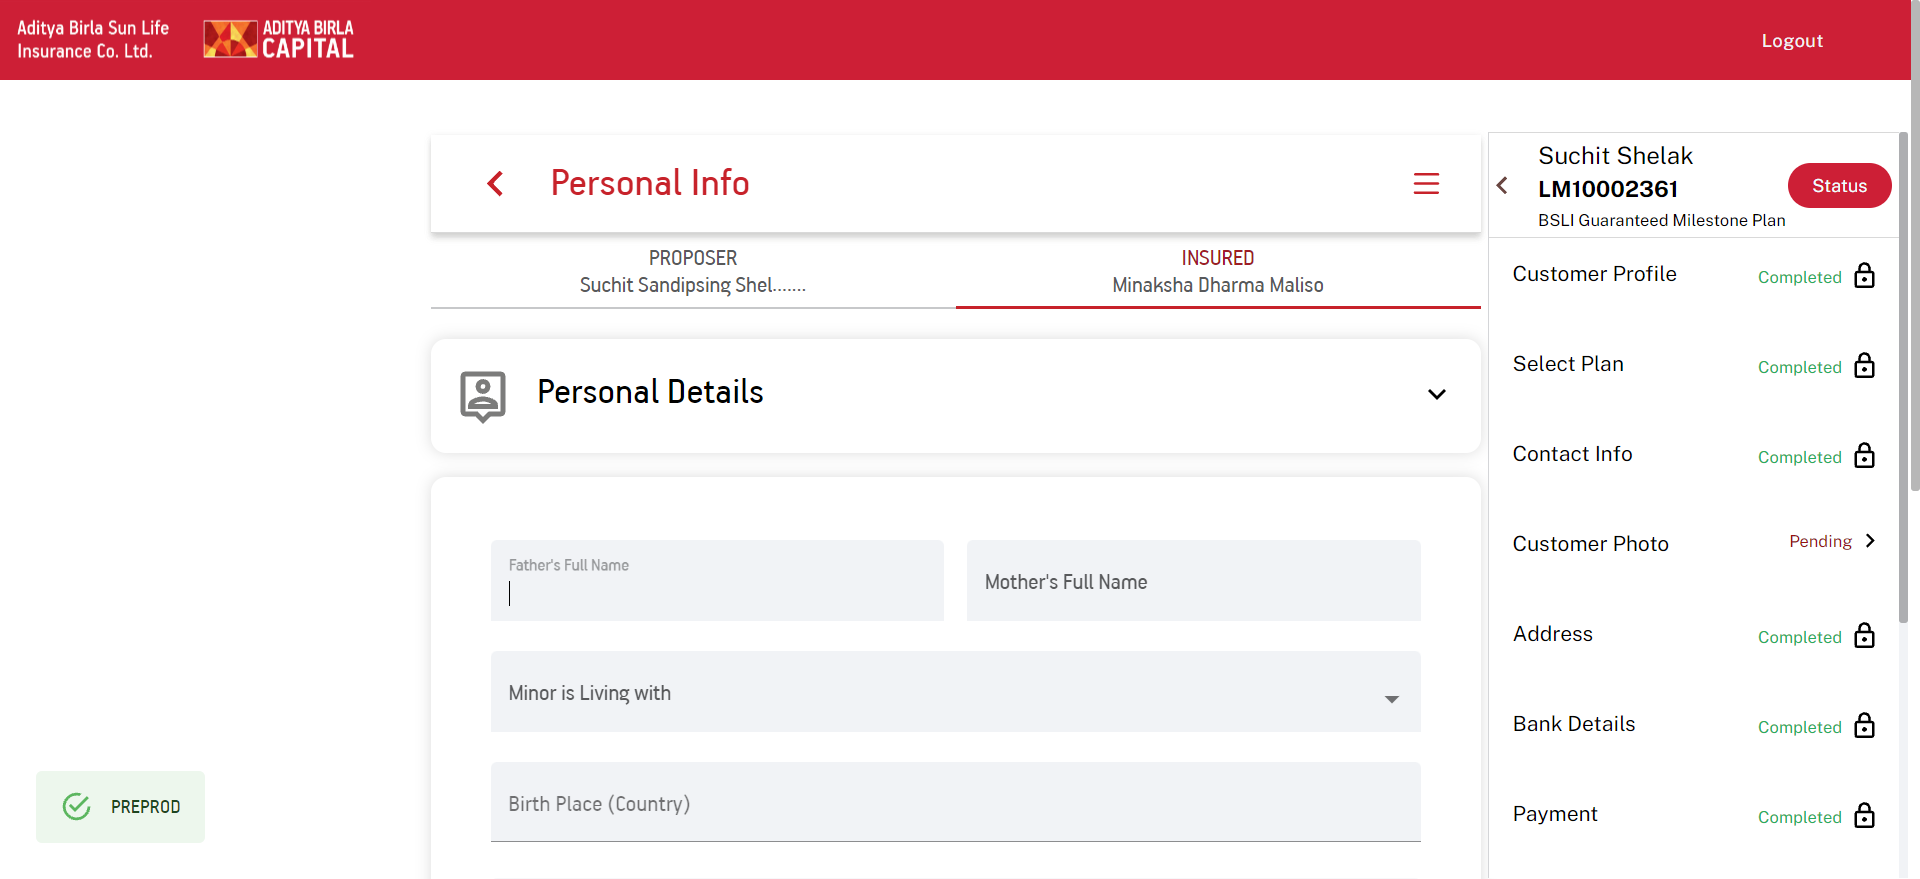 Aditya Birla Sun Life
Insurance Co. Ltd.
ADITYA BIRLA
CAPITAL
Logout
Personal Info
PROPOSER
Suchit Sandipsing Shel.......
INSURED
Minaksha Dharma Maliso
Personal Details
Father's Full Name
Mother's Full Name
Minor is Living with
Birth Place (Country)
PREPROD
Suchit Shelak
LM10002361
BSLI Guaranteed Milestone Plan
Status
Customer Profile
Completed
Select Plan
Completed
Contact Info
Completed
Customer Photo
Pending
Address
Completed
Bank Details
Completed
Payment
Completed